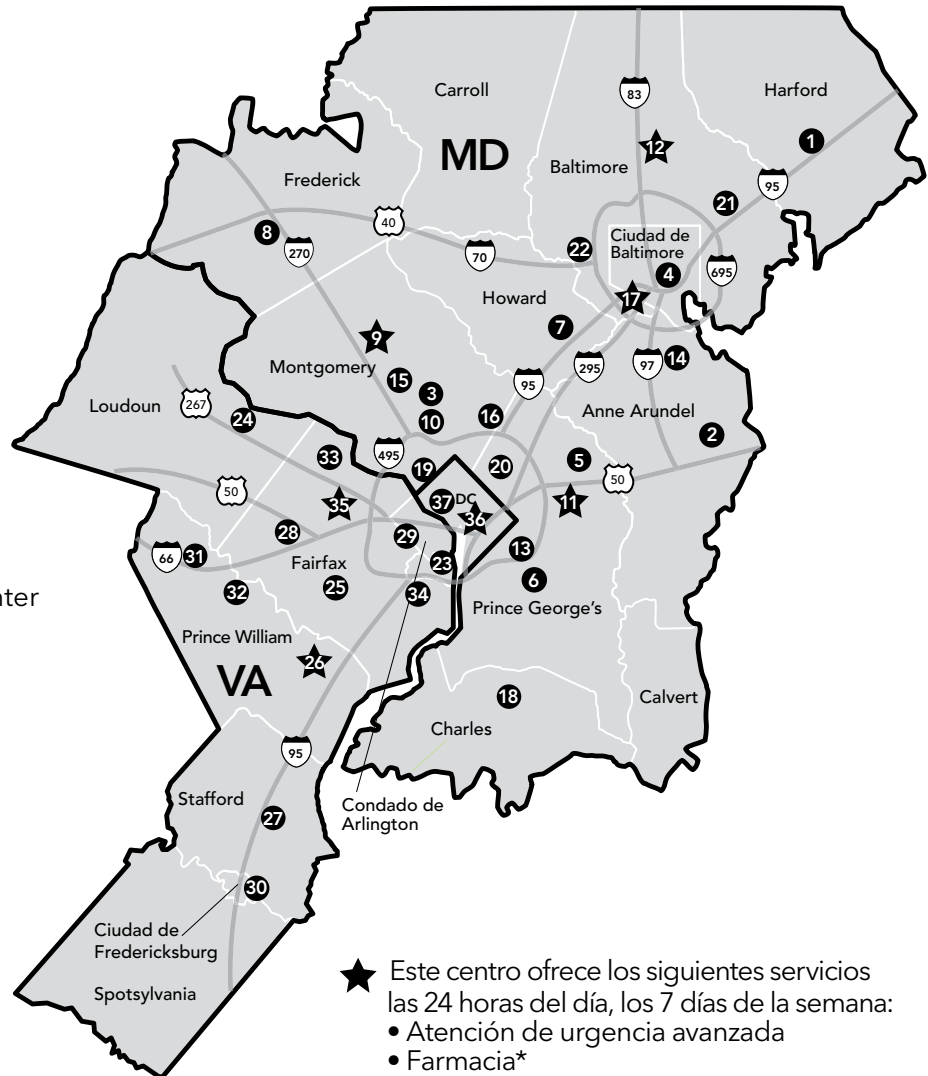 Carroll
83
Harford
MD
12
1
Baltimore
Frederick
95
21
40
8
270
70
22
Ciudad de
Baltimore
4
695
Howard
17
9
7
Montgomery
15
3
95
295
97
14
Loudoun
267
24
10
16
Anne Arundel
2
33
495
19
20
5
50
50
35
37
DC
36
11
28
29
13
66
31
Fairfax
23
6
32
25
34
nter
Prince George's
Prince William
26
VA
18
Calvert
Charles
95
Stafford
27
Condado de
Arlington
30
Ciudad de
Fredericksburg
Spotsylvania
Este centro ofrece los siguientes servicios
las 24 horas del día, los 7 días de la semana:
• Atención de urgencia avanzada
• Farmacia*